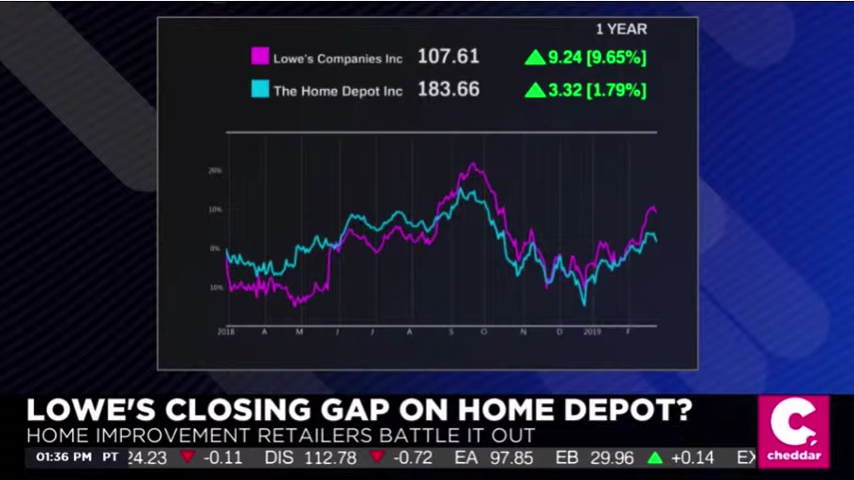 1 YEAR
Lowe's Companies Inc 107.61 ▲ 9.24 [9.65%]
The Home Depot Inc 183.66 ▲ 3.32 [1.79%]
20%
10%
0%
10%
2018 A M J J A S O N D 2019 F
LOWE'S CLOSING GAP ON HOME DEPOT?
HOME IMPROVEMENT RETAILERS BATTLE IT OUT
cheddar
01:36 PM PT 24.23 ▼ -0.11 DIS 112.78 ▼ -0.72 EA 97.85 EB 29.96 ▲ +0.14 EX